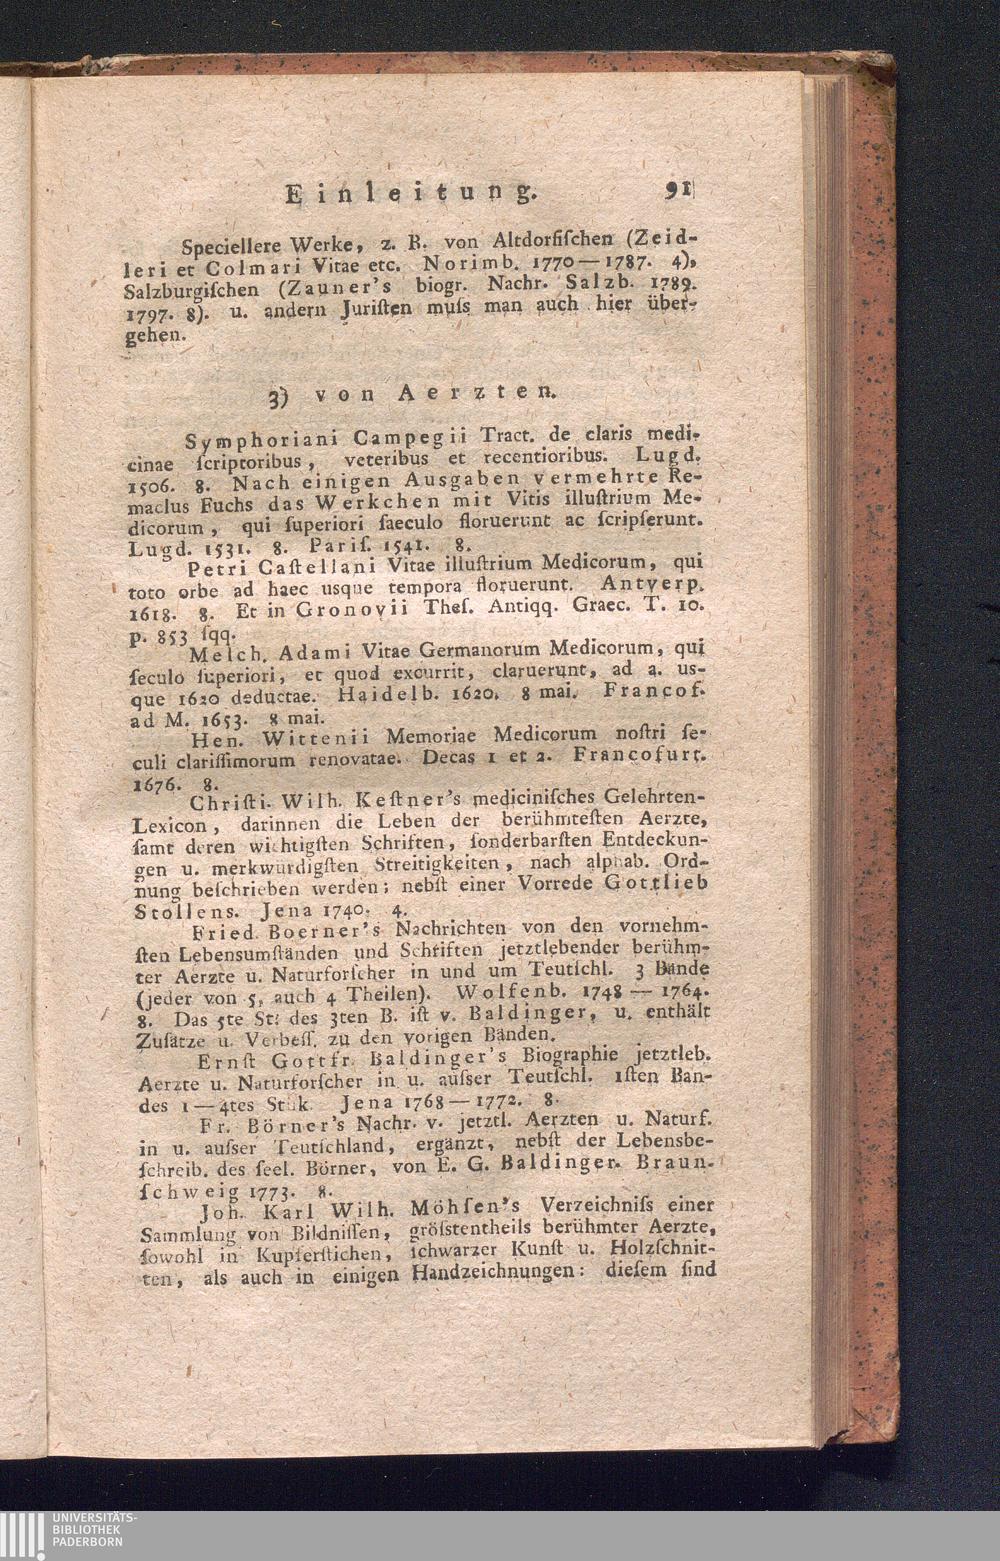 Einleitung. 91
Speciellere Werke, z. B. von Altdorfiſchen (Zeid-
leri et Colmari Vitae etc. Norimb. 1770—1787. 4),
Salzburgiſchen (Zauner's biogr. Nachr. Salzb. 1789.
1797. 8). u. andern Juriſten muſs man auch hier über-
gehen.
3) von Aerzten.
Symphoriani Campegii Tract. de claris medi-
cinae ſcriptoribus, veteribus et recentioribus. Lugd.
1506. 8. Nach einigen Ausgaben vermehrte Re-
maclus Fuchs das Werkchen mit Vitis illuſtrium Me-
dicorum, qui ſuperiori ſaeculo floruerunt ac ſcripſerunt.
Lugd. 1531. 8. Pariſ. 1541. 8.
Petri Caſtellani Vitae illuſtrium Medicorum, qui
toto orbe ad haec usque tempora floruerunt. Antverp.
1618. 8. Et in Gronovii Theſ. Antiqq. Graec. T. 10.
p. 853 ſqq.
Melch. Adami Vitae Germanorum Medicorum, qui
ſeculo ſuperiori, et quod excurrit, claruerunt, ad a. us-
que 1620 deductae. Haidelb. 1620. 8 mai. Francof.
ad M. 1653. 8 mai.
Hen. Wittenii Memoriae Medicorum noſtri ſe-
culi clariſſimorum renovatae. Decas 1 et 2. Francofurt.
1676. 8.
Chriſti. Wilh. Keſtner's medicinifches Gelehrten-
Lexicon, darinnen die Leben der berühmteſten Aerzte,
ſamt deren wichtigſten Schriften, ſonderbarſten Entdeckun-
gen u. merkwürdigſten Streitigkeiten, nach alphab. Ord-
nung beſchrieben werden; nebſt einer Vorrede Gottlieb
Stollens. Jena 1740. 4.
Fried. Boerner's Nachrichten von den vornehm-
ſten Lebensumſtänden und Schriften jetztlebender berühm-
ter Aerzte u. Naturforſcher in und um Teutſchl. 3 Bände
(jeder von 5, auch 4 Theilen). Wolfenb. 1748 — 1764.
8. Das 5te St. des 3ten B. iſt v. Baldinger, u. enthält
Zuſätze u. Verbeſſ. zu den vorigen Bänden.
Ernſt Gottfr. Baldinger's Biographie jetztleb.
Aerzte u. Naturforſcher in u. auſser Teutſchl. 1ſten Ban-
des 1—4tes Stük. Jena 1768—1772. 8.
Fr. Börner's Nachr. v. jetztl. Aerzten u. Naturf.
in u. auſser Teutſchland, ergänzt, nebſt der Lebensbe-
ſchreib. des ſeel. Börner, von E. G. Baldinger. Braun-
ſchweig 1773. 8.
Joh. Karl Wilh. Möhſen's Verzeichniſs einer
Sammlung von Bildniſſen, gröſstentheils berühmter Aerzte,
ſowohl in Kupferſtichen, ſchwarzer Kunſt u. Holzſchnit-
ten, als auch in einigen Handzeichnungen: dieſem ſind
UNIVERSITÄTS-
BIBLIOTHEK
PADERBORN